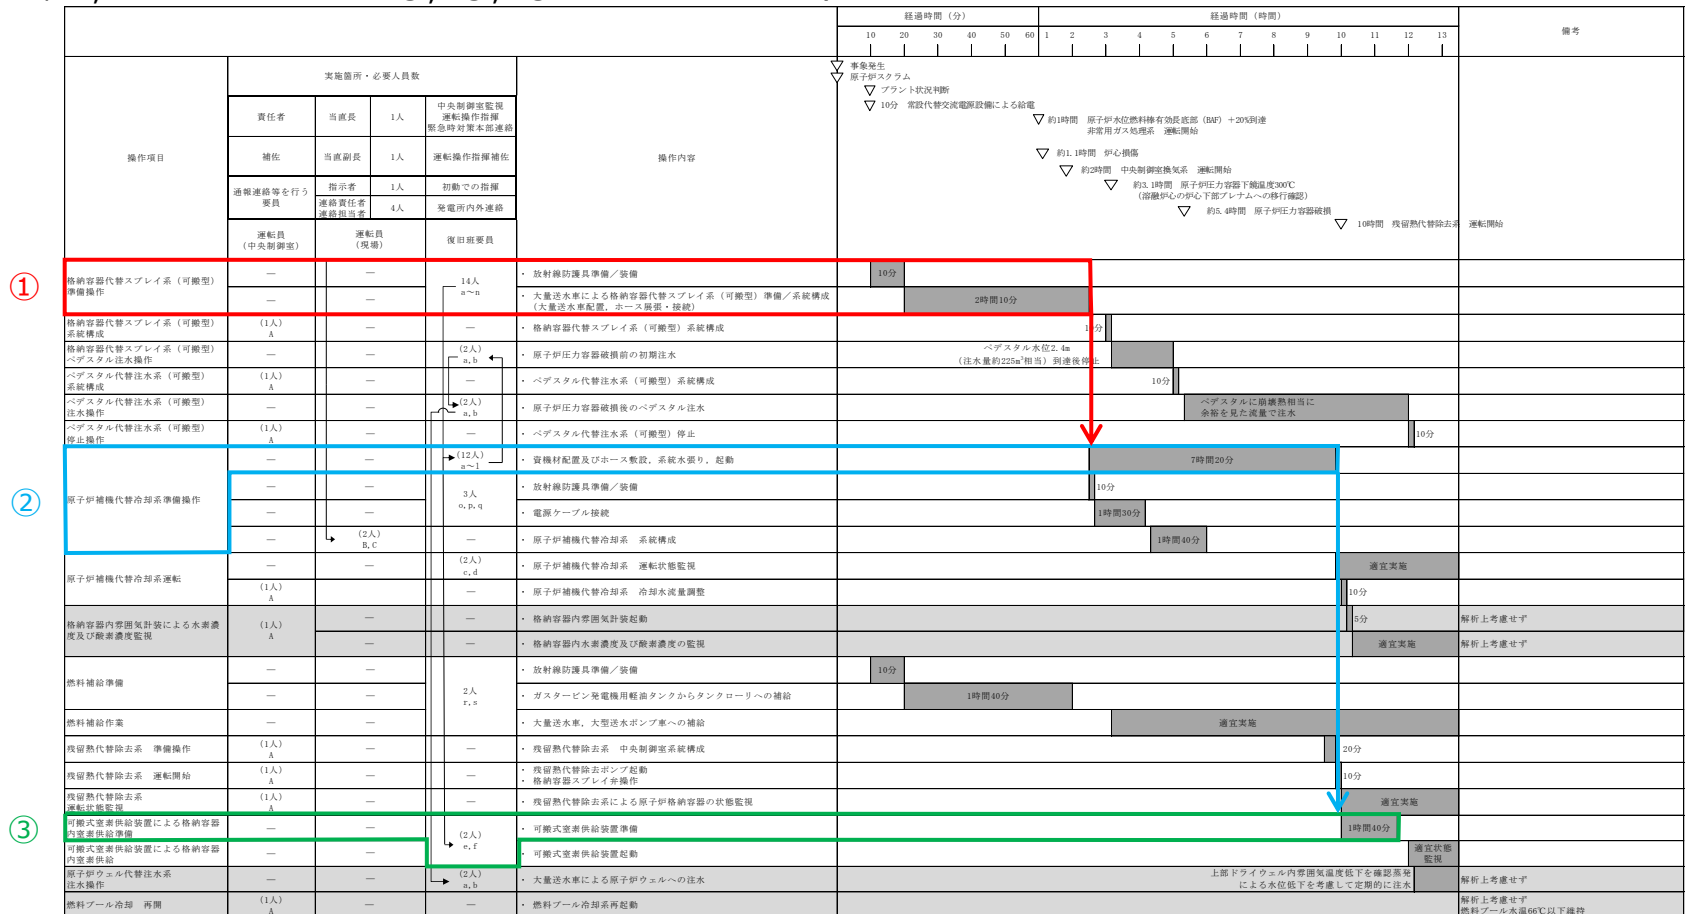 経過時間（分）
経過時間（時間）
備考
10 20 30 40 50 60 1 2 3 4 5 6 7 8 9 10 11 12 13
操作項目
実施箇所・必要人員数
操作内容
責任者
当直長
1人
中央制御室監視
運転操作指揮
緊急時対策本部連絡
補佐
当直副長
1人
運転操作指揮補佐
通報連絡等を行う
要員
指示者
1人
初動での指揮
連絡責任者
連絡担当者
4人
発電所内外連絡
運転員
（中央制御室）
運転員
（現場）
復旧班要員
事象発生
原子炉スクラム
プラント状況判断
10分　常設代替交流電源設備による給電
約1時間　原子炉水位燃料棒有効長底部（BAF）＋20%到達
非常用ガス処理系　運転開始
約1.1時間　炉心損傷
約2時間　中央制御室換気系　運転開始
約3.1時間　原子炉圧力容器下鏡温度300℃
（溶融炉心の炉心下部プレナムへの移行確認）
約5.4時間　原子炉圧力容器破損
10時間　残留熱代替除去系　運転開始
①
格納容器代替スプレイ系（可搬型）
準備操作
―
―
14人
a～n
・ 放射線防護具準備／装備
10分
―
―
・ 大量送水車による格納容器代替スプレイ系（可搬型）準備／系統構成
（大量送水車配置，ホース展張・接続）
2時間10分
格納容器代替スプレイ系（可搬型）
系統構成
（1人）
A
―
―
・ 格納容器代替スプレイ系（可搬型）系統構成
10分
格納容器代替スプレイ系（可搬型）
ペデスタル注水操作
―
―
（2人）
a,b
・ 原子炉圧力容器破損前の初期注水
ペデスタル水位2.4m
（注水量約225m³相当）到達後停止
ペデスタル代替注水系（可搬型）
系統構成
（1人）
A
―
―
・ ペデスタル代替注水系（可搬型）系統構成
10分
ペデスタル代替注水系（可搬型）
注水操作
―
―
（2人）
a,b
・ 原子炉圧力容器破損後のペデスタル注水
ペデスタルに崩壊熱相当に
余裕を見た流量で注水
ペデスタル代替注水系（可搬型）
停止操作
（1人）
A
―
―
・ ペデスタル代替注水系（可搬型）停止
10分
②
原子炉補機代替冷却系準備操作
―
―
（12人）
a～l
・ 資機材配置及びホース敷設，系統水張り，起動
7時間20分
―
―
3人
o,p,q
・ 放射線防護具準備／装備
10分
―
―
・ 電源ケーブル接続
1時間30分
―
（2人）
B,C
―
・ 原子炉補機代替冷却系　系統構成
1時間40分
原子炉補機代替冷却系運転
―
―
（2人）
c,d
・ 原子炉補機代替冷却系　運転状態監視
適宜実施
（1人）
A
―
―
・ 原子炉補機代替冷却系　冷却水流量調整
10分
格納容器内雰囲気計装による水素濃
度及び酸素濃度監視
（1人）
A
―
―
・ 格納容器内雰囲気計装起動
5分
解析上考慮せず
―
―
・ 格納容器内水素濃度及び酸素濃度の監視
適宜実施
解析上考慮せず
燃料補給準備
―
―
2人
r,s
・ 放射線防護具準備／装備
10分
―
―
・ ガスタービン発電機用軽油タンクからタンクローリへの補給
1時間40分
燃料補給作業
―
―
・ 大量送水車，大型送水ポンプ車への補給
適宜実施
残留熱代替除去系　準備操作
（1人）
A
―
―
・ 残留熱代替除去系　中央制御室系統構成
20分
残留熱代替除去系　運転開始
（1人）
A
―
―
・ 残留熱代替除去ポンプ起動
・ 格納容器スプレイ弁操作
10分
残留熱代替除去系
運転状態監視
（1人）
A
―
―
・ 残留熱代替除去系による原子炉格納容器の状態監視
適宜実施
③
可搬式窒素供給装置による格納容器
内窒素供給準備
―
―
（2人）
e,f
・ 可搬式窒素供給装置準備
1時間40分
可搬式窒素供給装置による格納容器
内窒素供給
―
―
・ 可搬式窒素供給装置起動
適宜状態
監視
原子炉ウェル代替注水系
注水操作
―
―
（2人）
a,b
・ 大量送水車による原子炉ウェルへの注水
上部ドライウェル内雰囲気温度低下を確認蒸発
による水位低下を考慮して定期的に注水
解析上考慮せず
燃料プール冷却　再開
（1人）
A
―
―
・ 燃料プール冷却系再起動
解析上考慮せず
燃料プール水温66℃以下維持